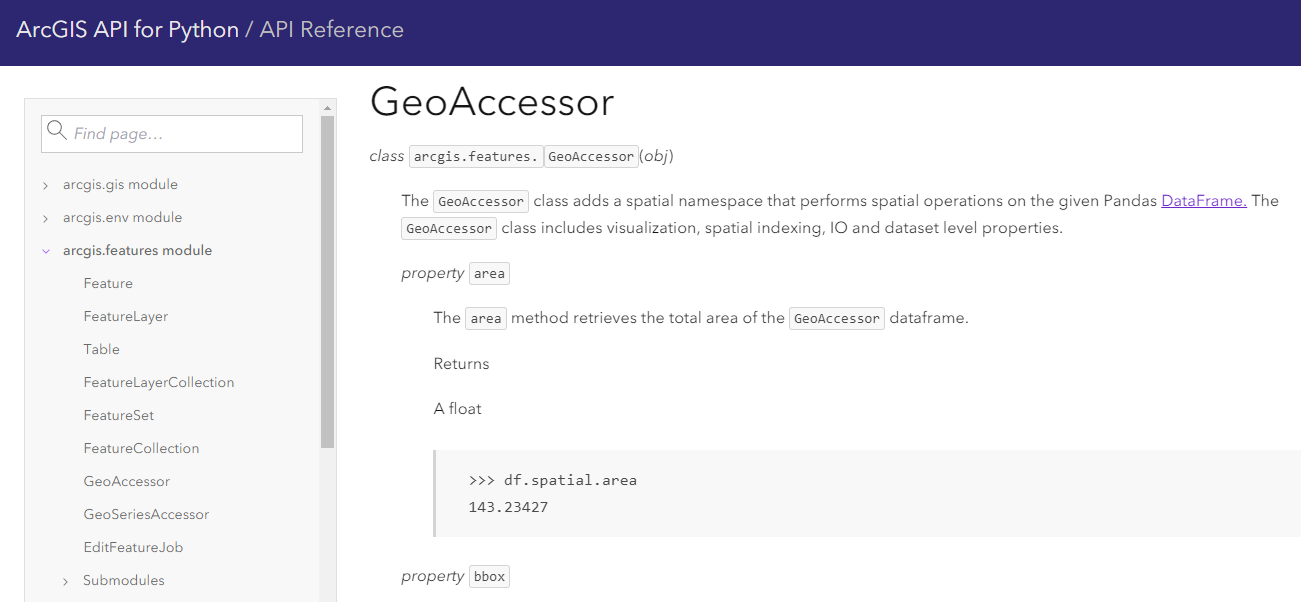 ArcGIS API for Python / API Reference
Find page…
arcgis.gis module
arcgis.env module
arcgis.features module
Feature
FeatureLayer
Table
FeatureLayerCollection
FeatureSet
FeatureCollection
GeoAccessor
GeoSeriesAccessor
EditFeatureJob
Submodules
GeoAccessor
class arcgis.features. GeoAccessor(obj)
The GeoAccessor class adds a spatial namespace that performs spatial operations on the given Pandas DataFrame. The
GeoAccessor class includes visualization, spatial indexing, IO and dataset level properties.
property area
The area method retrieves the total area of the GeoAccessor dataframe.
Returns
A float
>>> df.spatial.area
143.23427
property bbox